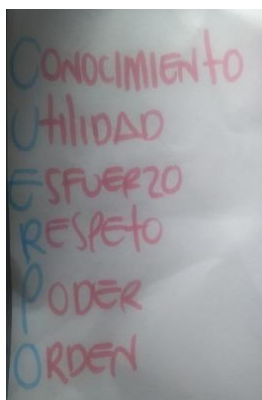 CONOCIMIENTO
UTILIDAD
ESFUERZO
RESPETO
PODER
ORDEN